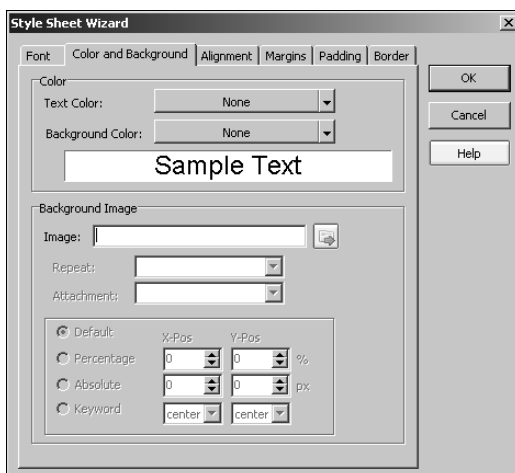 Style Sheet Wizard
Font Color and Background Alignment Margins Padding Border
OK
Cancel
Help
Color
Text Color: None
Background Color: None
Sample Text
Background Image
Image:
Repeat:
Attachment:
Default X-Pos Y-Pos
Percentage 0 0 %
Absolute 0 0 px
Keyword center center